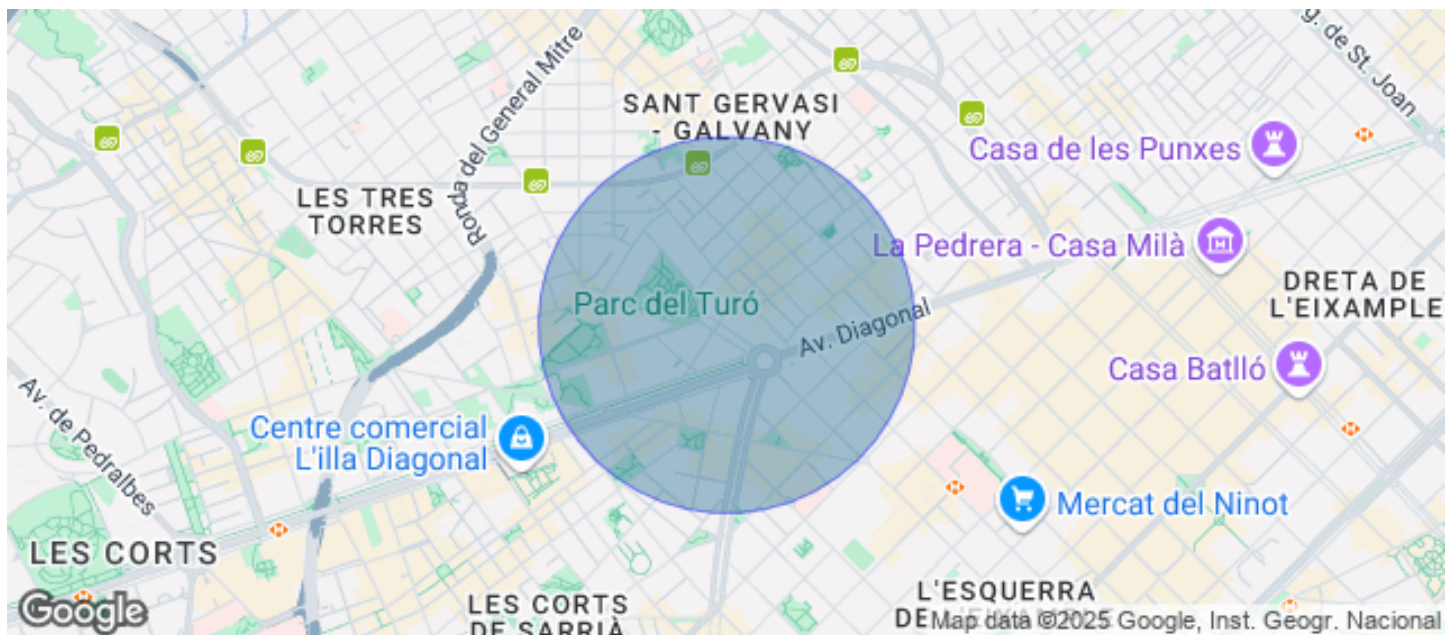 g. de St. Joan
Ronda del General Mitre
SANT GERVASI
- GALVANY
Casa de les Punxes
LES TRES
TORRES
La Pedrera - Casa Milà
DRETA DE
L'EIXAMPLE
Parc del Turó
Av. Diagonal
Casa Batlló
Av. de Pedralbes
Centre comercial
L'illa Diagonal
Mercat del Ninot
LES CORTS
L'ESQUERRA
DE L'EIXAMPLE
LES CORTS
DE SARRIÀ
Google
Map data ©2025 Google, Inst. Geogr. Nacional